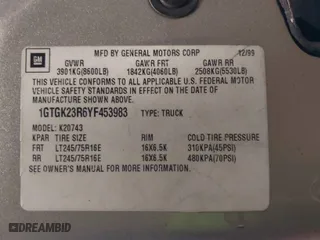 GM
MFD BY GENERAL MOTORS CORP 12/99
GVWR GAWR FRT GAWR RR
3901KG(8600LB) 1842KG(4060LB) 2508KG(5530LB)
THIS VEHICLE CONFORMS TO ALL APPLICABLE U.S. FEDERAL MOTOR
VEHICLE SAFETY STANDARDS IN EFFECT ON THE DATE OF
MANUFACTURE SHOWN ABOVE.
1GTGK23R6YF453983 TYPE: TRUCK
MODEL: K20743
KPAR TIRE SIZE RIM COLD TIRE PRESSURE
FRT LT245/75R16E 16X6.5K 310KPA(45PSI)
RR LT245/75R16E 16X6.5K 480KPA(70PSI)
SEE OWNER'S MANUAL FOR ADDITIONAL INFORMATION.
DREAMBID